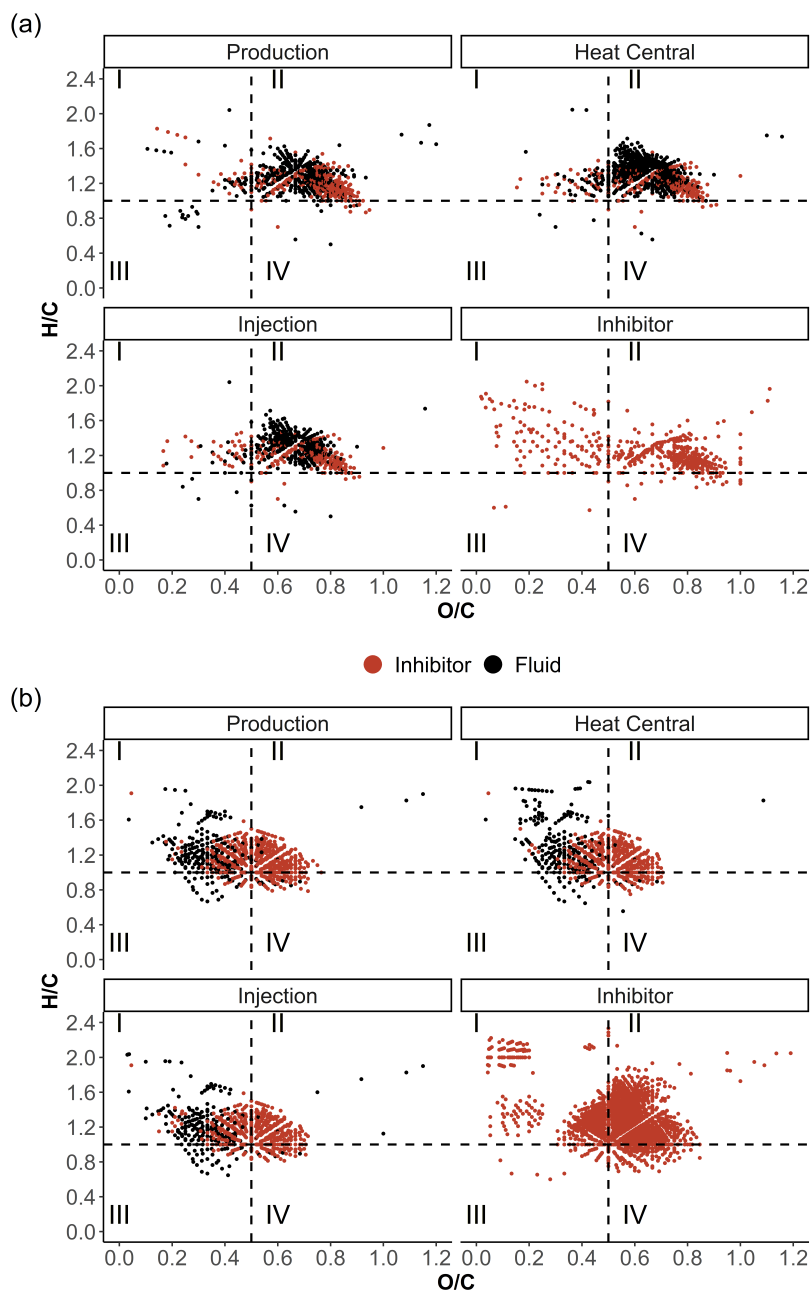 (a)
Production Heat Central
I II I II
2.4
2.0
1.6
1.2
0.8
0.4
0.0
III IV III IV
H/C
Injection Inhibitor
I II I II
2.4
2.0
1.6
1.2
0.8
0.4
0.0
III IV III IV
0.0 0.2 0.4 0.6 0.8 1.0 1.2 0.0 0.2 0.4 0.6 0.8 1.0 1.2
O/C
Inhibitor Fluid
(b)
Production Heat Central
I II I II
2.4
2.0
1.6
1.2
0.8
0.4
0.0
III IV III IV
H/C
Injection Inhibitor
I II I II
2.4
2.0
1.6
1.2
0.8
0.4
0.0
III IV III IV
0.0 0.2 0.4 0.6 0.8 1.0 1.2 0.0 0.2 0.4 0.6 0.8 1.0 1.2
O/C